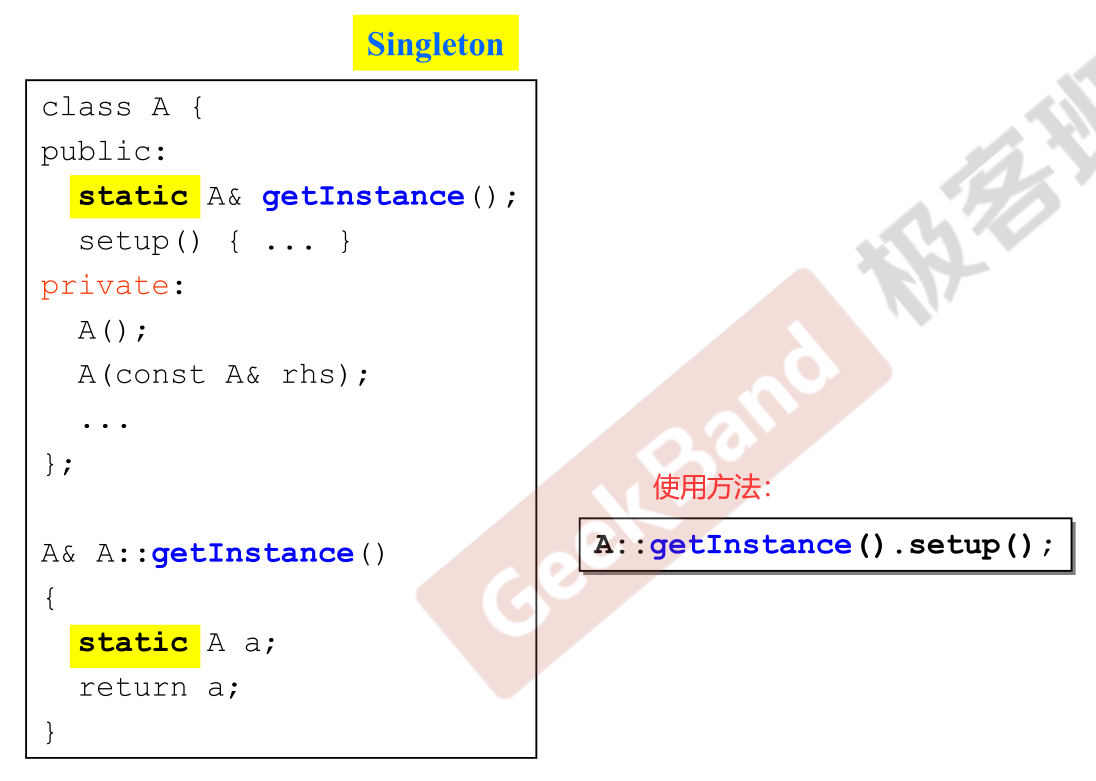 Singleton
class A {
public:
static A& getInstance();
setup() { ... }
private:
A();
A(const A& rhs);
...
};
A& A::getInstance()
{
static A a;
return a;
}
使用方法：
A::getInstance().setup();
GeekBand 极客班